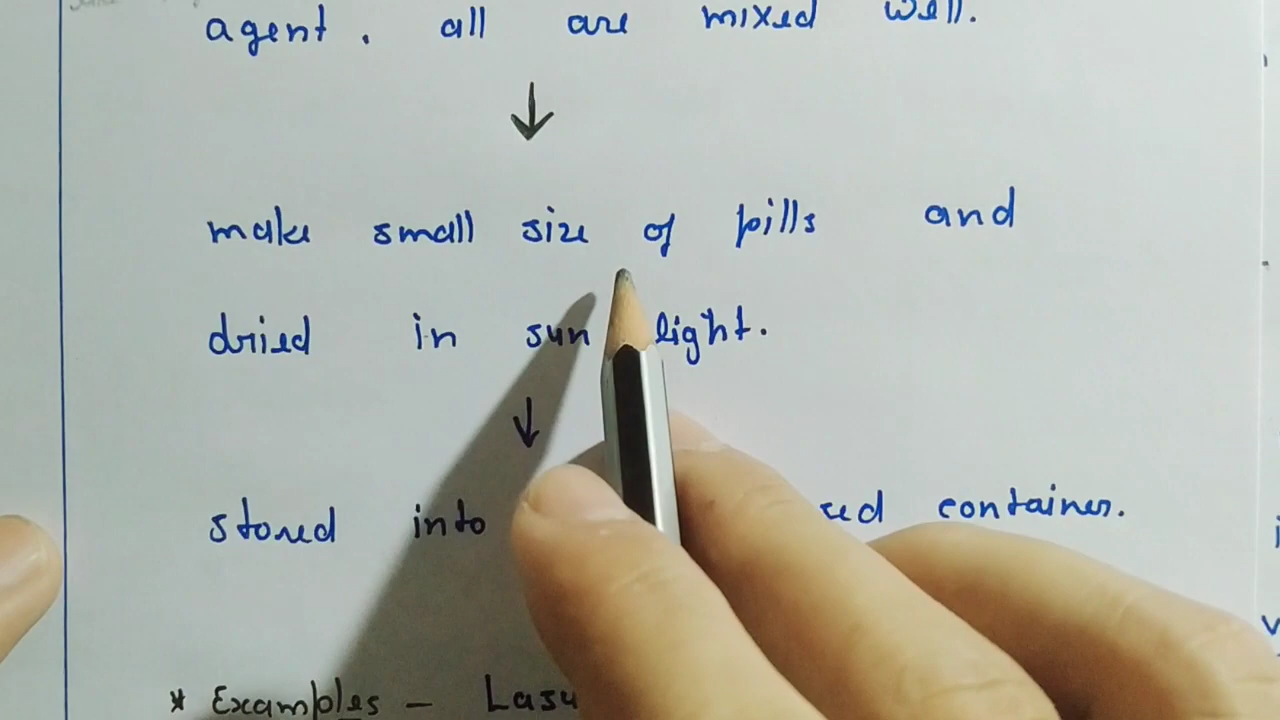 agent. all are mixed well.
↓
make small size of pills and
dried in sun light.
↓
stored into container.
* Examples -